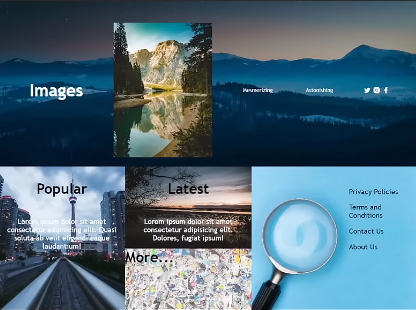 Images
Mesmerizing
Astonishing
Popular
Lorem ipsum dolor sit amet
consectetur adipisicing elit. Quasi
soluta ab velit eligendi eaque
laudantium!
Latest
Lorem ipsum dolor sit amet
consectetur adipisicing elit.
Dolores, fugiat ipsum!
More...
Privacy Policies
Terms and
Conditions
Contact Us
About Us